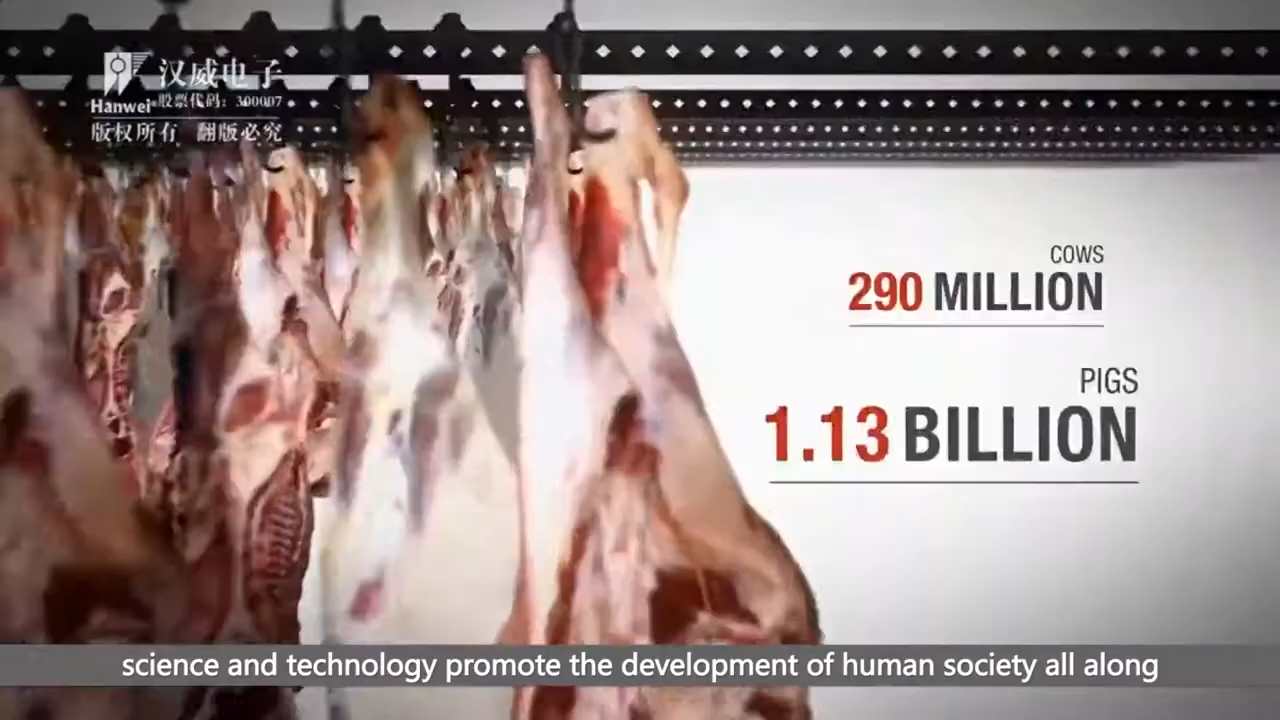 汉威电子
Hanwei 股票代码：300007
版权所有 翻版必究
COWS
290 MILLION
PIGS
1.13 BILLION
science and technology promote the development of human society all along